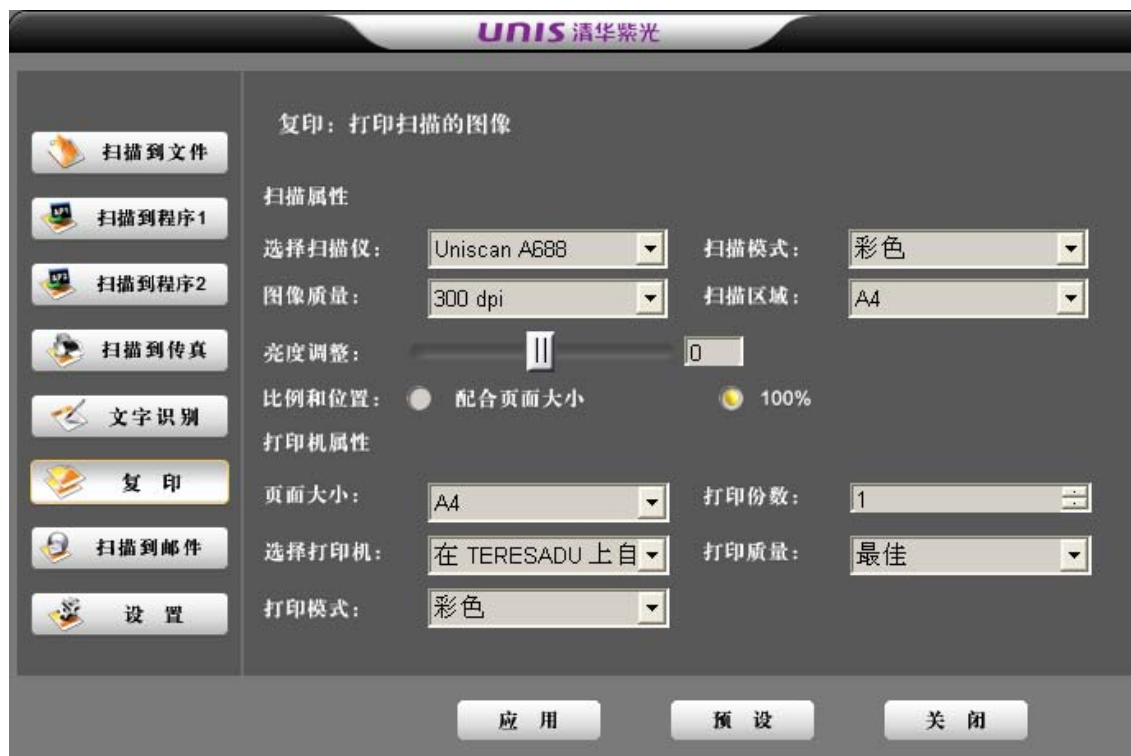 UNIS 清华紫光
扫描到文件
扫描到程序1
扫描到程序2
扫描到传真
文字识别
复 印
扫描到邮件
设 置
复印：打印扫描的图像
扫描属性
选择扫描仪： Uniscan A688 扫描模式： 彩色
图像质量： 300 dpi 扫描区域： A4
亮度调整： 0
比例和位置： 配合页面大小 100%
打印机属性
页面大小： A4 打印份数： 1
选择打印机： 在 TERESADU 上自 打印质量： 最佳
打印模式： 彩色
应 用 预 设 关 闭